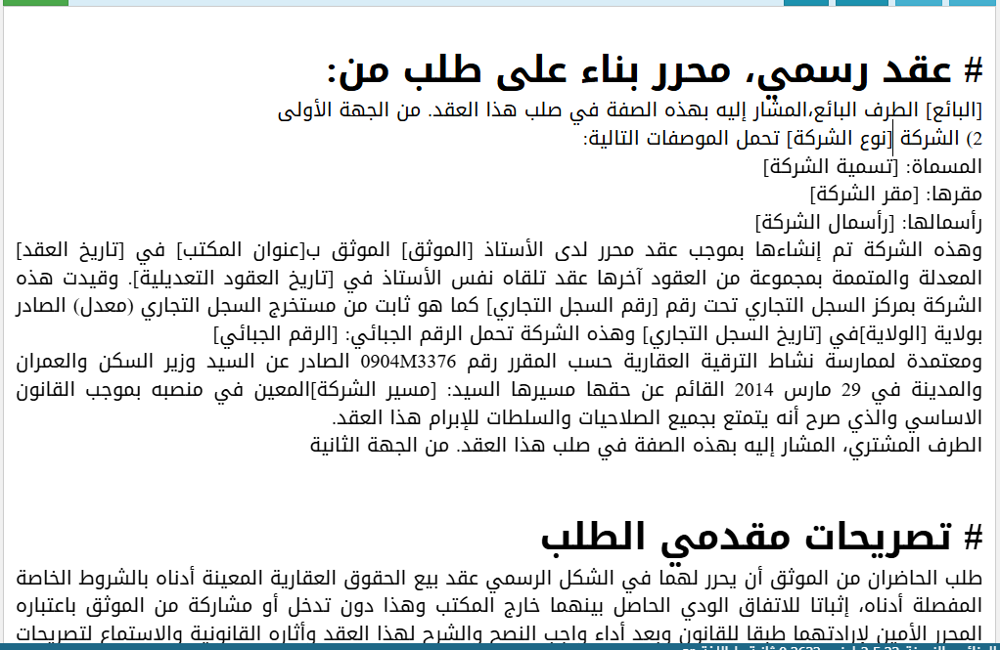 # عقد رسمي، محرر بناء على طلب من:
[البائع] الطرف البائع،المشار إليه بهذه الصفة في صلب هذا العقد. من الجهة الأولى
2) الشركة [نوع الشركة] تحمل الموصفات التالية:
المسماة: [تسمية الشركة]
مقرها: [مقر الشركة]
رأسمالها: [رأسمال الشركة]
وهذه الشركة تم إنشاءها بموجب عقد محرر لدى الأستاذ [الموثق] الموثق ب[عنوان المكتب] في [تاريخ العقد]
المعدلة والمتممة بمجموعة من العقود آخرها عقد تلقاه نفس الأستاذ في [تاريخ العقود التعديلية]. وقيدت هذه
الشركة بمركز السجل التجاري تحت رقم [رقم السجل التجاري] كما هو ثابت من مستخرج السجل التجاري (معدل) الصادر
بولاية [الولاية]في [تاريخ السجل التجاري] وهذه الشركة تحمل الرقم الجبائي: [الرقم الجبائي]
ومعتمدة لممارسة نشاط الترقية العقارية حسب المقرر رقم 0904M3376 الصادر عن السيد وزير السكن والعمران
والمدينة في 29 مارس 2014 القائم عن حقها مسيرها السيد: [مسير الشركة]المعين في منصبه بموجب القانون
الاساسي والذي صرح أنه يتمتع بجميع الصلاحيات والسلطات للإبرام هذا العقد.
الطرف المشتري، المشار إليه بهذه الصفة في صلب هذا العقد. من الجهة الثانية
# تصريحات مقدمي الطلب
طلب الحاضران من الموثق أن يحرر لهما في الشكل الرسمي عقد بيع الحقوق العقارية المعينة أدناه بالشروط الخاصة
المفصلة أدناه، إثباتا للاتفاق الودي الحاصل بينهما خارج المكتب وهذا دون تدخل أو مشاركة من الموثق باعتباره
المحرر الأمين لإرادتهما طبقا للقانون وبعد أداء واجب النصح والشرح لهذا العقد وأثاره القانونية والاستماع لتصريحات